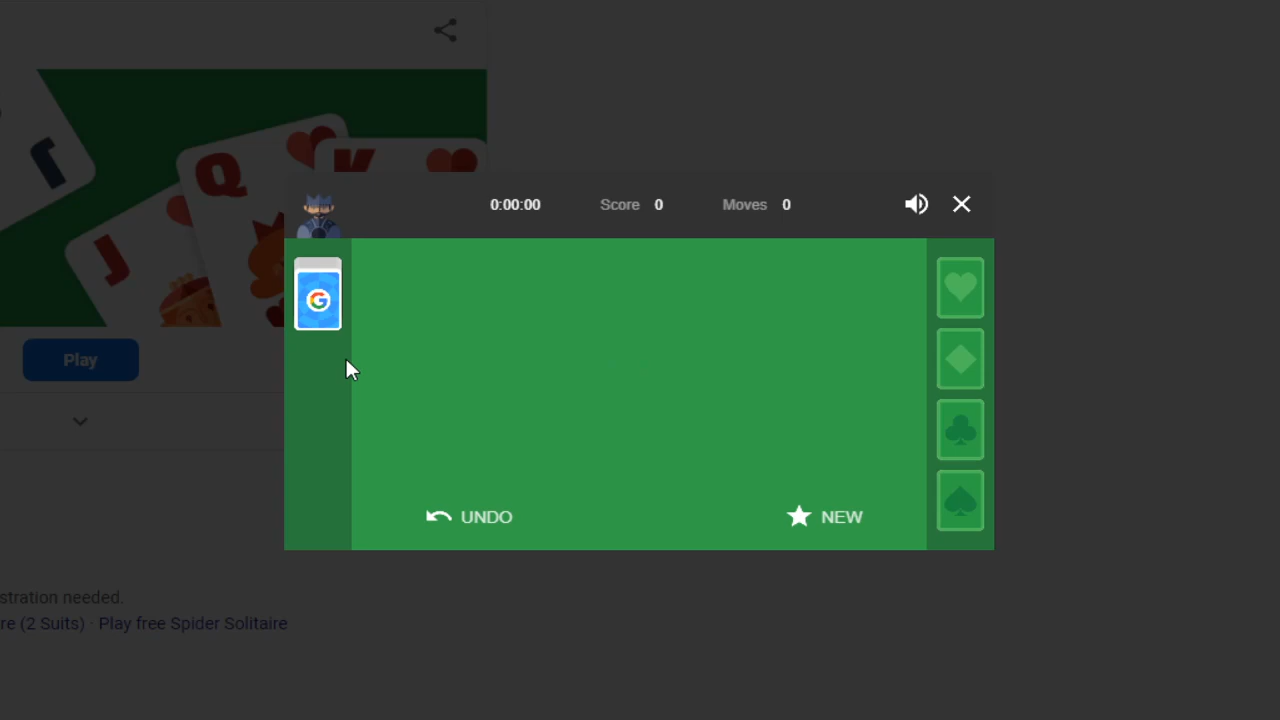 J
Q
K
J
0:00:00 Score 0 Moves 0
G
Play
UNDO
NEW
stration needed.
re (2 Suits) · Play free Spider Solitaire